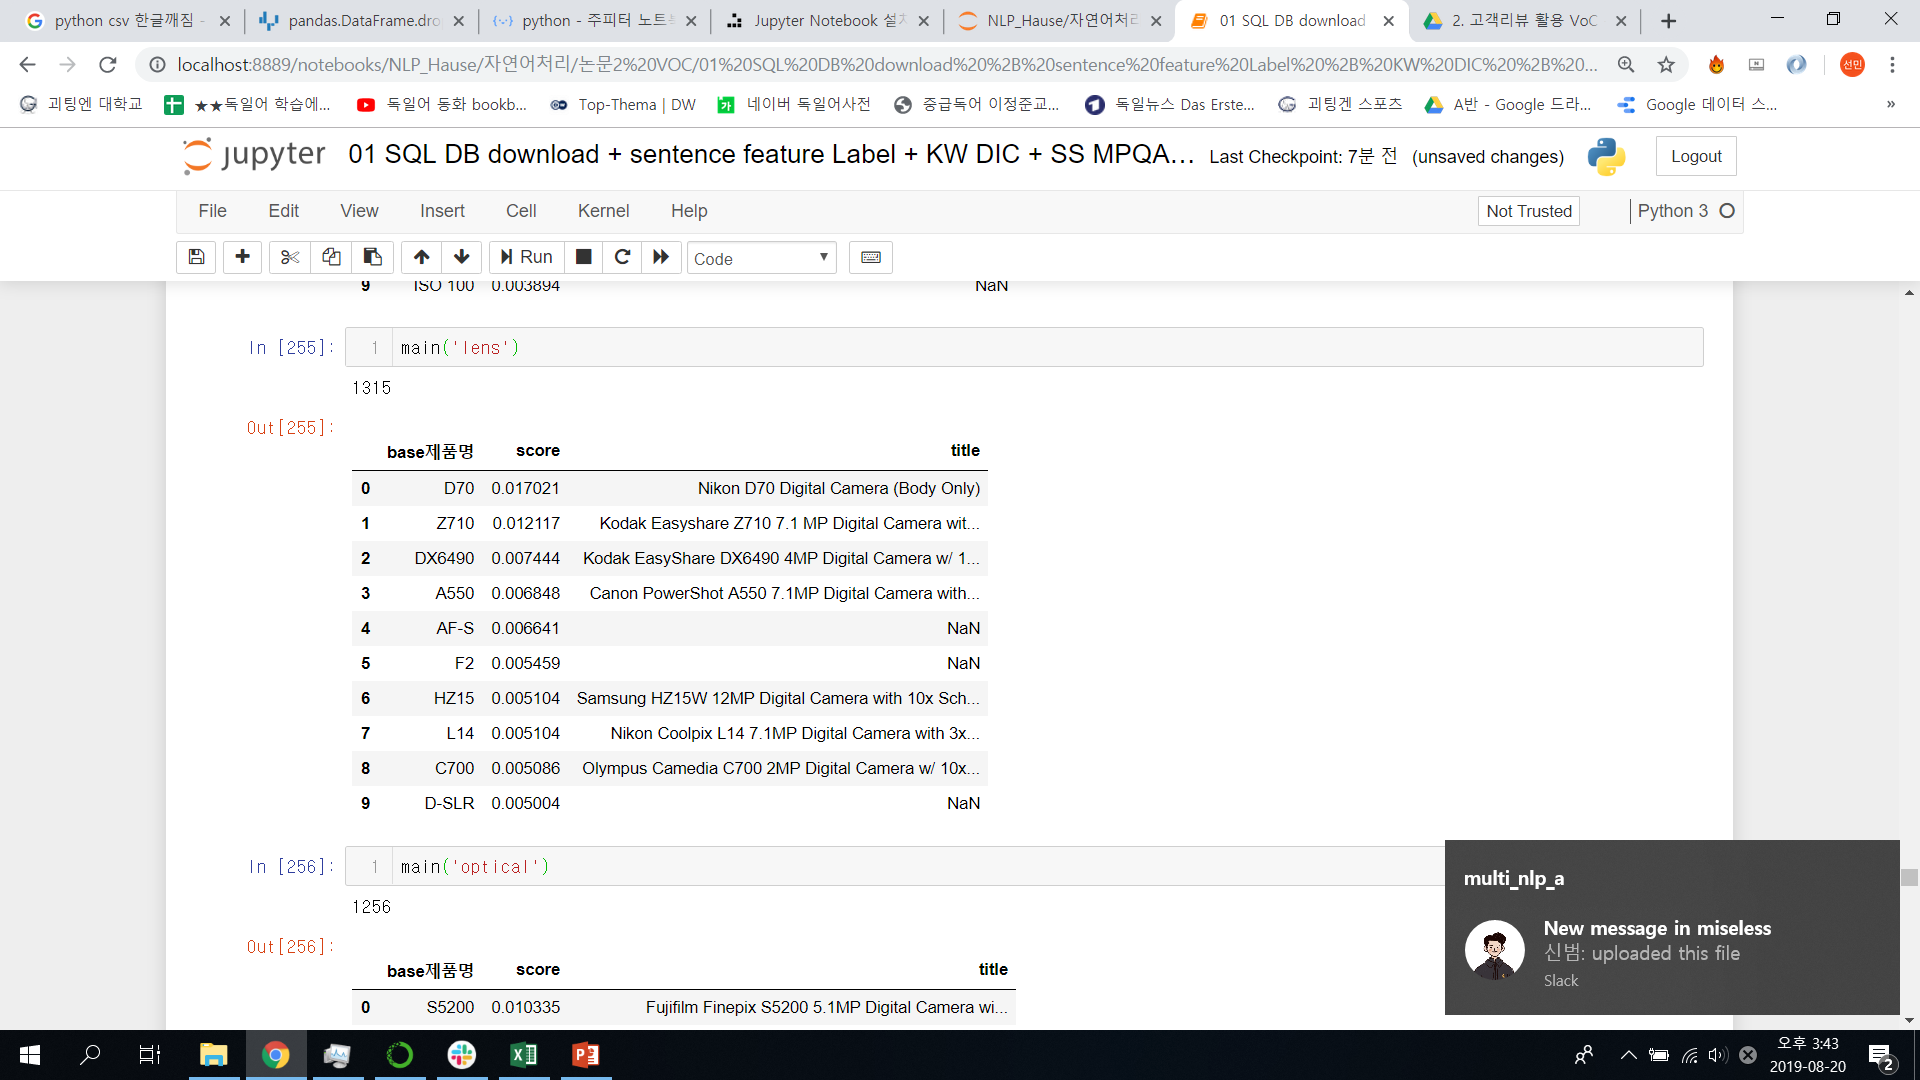 python csv 한글깨짐 -
pandas.DataFrame.dro
python - 주피터 노트북
Jupyter Notebook 설치
NLP_Hause/자연어처리
01 SQL DB download
2. 고객리뷰 활용 VoC
localhost:8889/notebooks/NLP_Hause/자연어처리/논문2%20VOC/01%20SQL%20DB%20download%20%2B%20sentence%20feature%20Label%20%2B%20KW%20DIC%20%2B%20...
선민
괴팅엔 대학교
★★독일어 학습에...
독일어 동화 bookb...
Top-Thema | DW
네이버 독일어사전
중급독어 이정준교...
독일뉴스 Das Erste...
괴팅겐 스포츠
A반 - Google 드라...
Google 데이터 스...
»
jupyter
01 SQL DB download + sentence feature Label + KW DIC + SS MPQA...
Last Checkpoint: 7분 전
(unsaved changes)
Logout
File Edit View Insert Cell Kernel Help
Not Trusted
Python 3
Run
Code
9 ISO 100 0.003894 NaN
In [255]:
1 main('lens')
1315
Out[255]:
base제품명 score title
0 D70 0.017021 Nikon D70 Digital Camera (Body Only)
1 Z710 0.012117 Kodak Easyshare Z710 7.1 MP Digital Camera wit...
2 DX6490 0.007444 Kodak EasyShare DX6490 4MP Digital Camera w/ 1...
3 A550 0.006848 Canon PowerShot A550 7.1MP Digital Camera with...
4 AF-S 0.006641 NaN
5 F2 0.005459 NaN
6 HZ15 0.005104 Samsung HZ15W 12MP Digital Camera with 10x Sch...
7 L14 0.005104 Nikon Coolpix L14 7.1MP Digital Camera with 3x...
8 C700 0.005086 Olympus Camedia C700 2MP Digital Camera w/ 10x...
9 D-SLR 0.005004 NaN
In [256]:
1 main('optical')
1256
Out[256]:
base제품명 score title
0 S5200 0.010335 Fujifilm Finepix S5200 5.1MP Digital Camera wi...
multi_nlp_a
New message in miseless
신범: uploaded this file
Slack
오후 3:43
2019-08-20
2